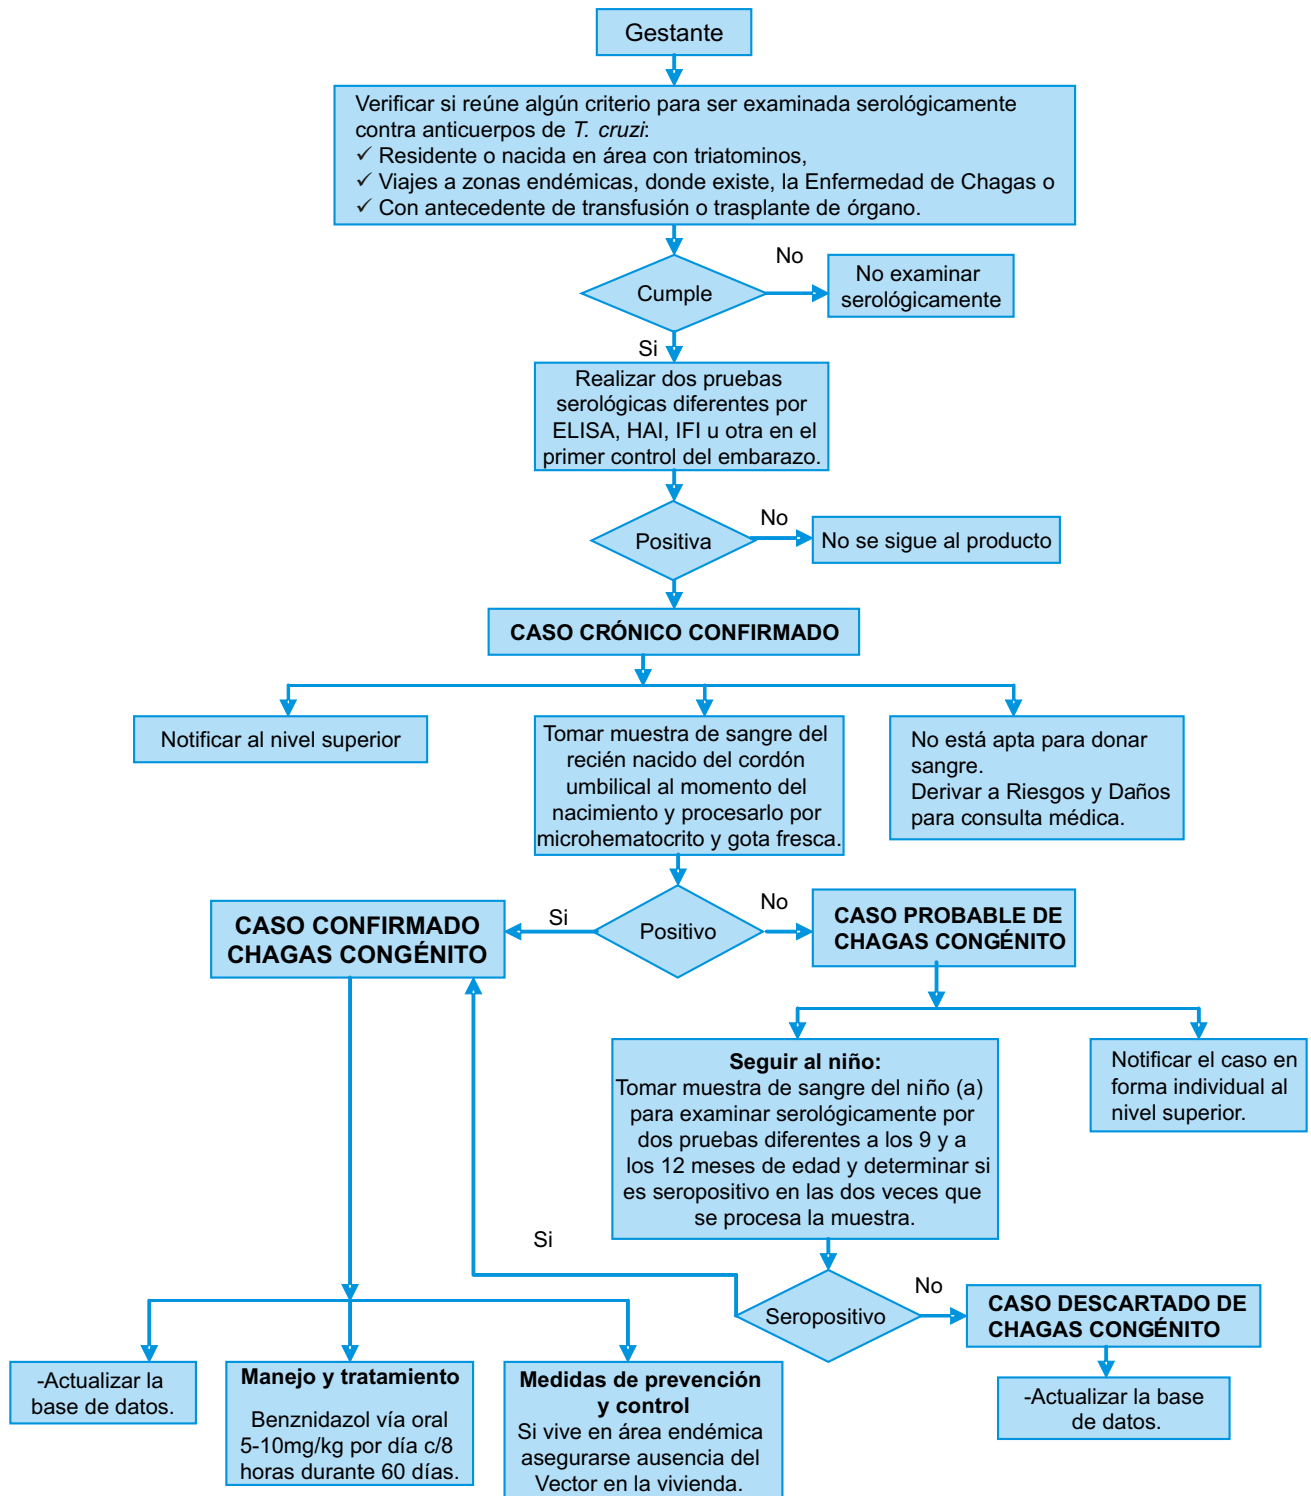 Gestante
Verificar si reúne algún criterio para ser examinada serológicamente
contra anticuerpos de T. cruzi:
✓ Residente o nacida en área con triatominos,
✓ Viajes a zonas endémicas, donde existe, la Enfermedad de Chagas o
✓ Con antecedente de transfusión o trasplante de órgano.
Cumple
No
No examinar
serológicamente
Si
Realizar dos pruebas
serológicas diferentes por
ELISA, HAI, IFI u otra en el
primer control del embarazo.
Positiva
No
No se sigue al producto
CASO CRÓNICO CONFIRMADO
Notificar al nivel superior
Tomar muestra de sangre del
recién nacido del cordón
umbilical al momento del
nacimiento y procesarlo por
microhematocrito y gota fresca.
No está apta para donar
sangre.
Derivar a Riesgos y Daños
para consulta médica.
Positivo
Si
CASO CONFIRMADO
CHAGAS CONGÉNITO
No
CASO PROBABLE DE
CHAGAS CONGÉNITO
Seguir al niño:
Tomar muestra de sangre del niño (a)
para examinar serológicamente por
dos pruebas diferentes a los 9 y a
los 12 meses de edad y determinar si
es seropositivo en las dos veces que
se procesa la muestra.
Notificar el caso en
forma individual al
nivel superior.
Si
Seropositivo
No
CASO DESCARTADO DE
CHAGAS CONGÉNITO
-Actualizar la
base de datos.
Manejo y tratamiento
Benznidazol vía oral
5-10mg/kg por día c/8
horas durante 60 días.
Medidas de prevención
y control
Si vive en área endémica
asegurarse ausencia del
Vector en la vivienda.
-Actualizar la base
de datos.